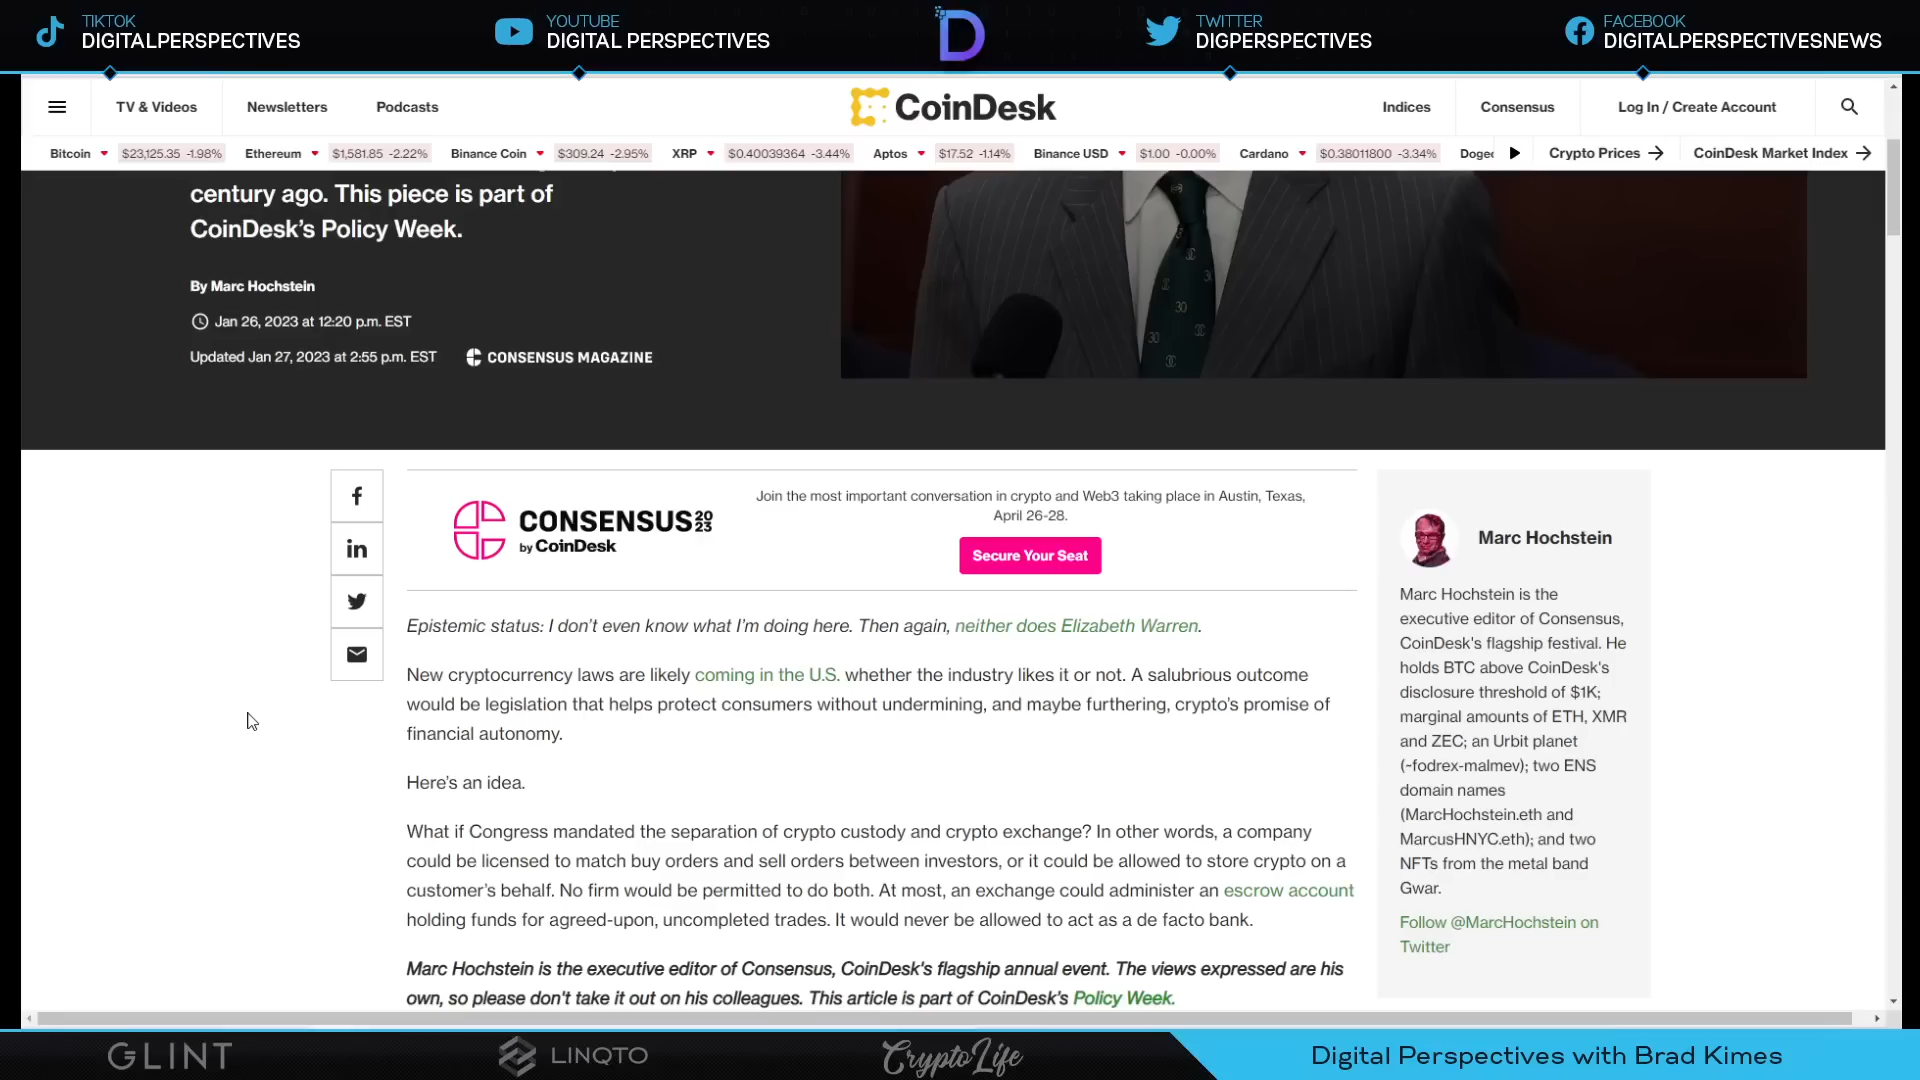 TIKTOK
DIGITALPERSPECTIVES
YOUTUBE
DIGITAL PERSPECTIVES
D
TWITTER
DIGPERSPECTIVES
FACEBOOK
DIGITALPERSPECTIVESNEWS
TV & Videos
Newsletters
Podcasts
CoinDesk
Indices
Consensus
Log In / Create Account
Bitcoin $23,125.35 -1.98% Ethereum $1,581.85 -2.22% Binance Coin $309.24 -2.95% XRP $0.40039364 -3.44% Aptos $17.52 -1.14% Binance USD $1.00 -0.00% Cardano $0.38011800 -3.34% Crypto Prices CoinDesk Market Index
century ago. This piece is part of
CoinDesk's Policy Week.
By Marc Hochstein
Jan 26, 2023 at 12:20 p.m. EST
Updated Jan 27, 2023 at 2:55 p.m. EST
CONSENSUS MAGAZINE
CONSENSUS 2023
by CoinDesk
Join the most important conversation in crypto and Web3 taking place in Austin, Texas,
April 26-28.
Secure Your Seat
Epistemic status: I don't even know what I'm doing here. Then again, neither does Elizabeth Warren.
New cryptocurrency laws are likely coming in the U.S. whether the industry likes it or not. A salubrious outcome
would be legislation that helps protect consumers without undermining, and maybe furthering, crypto's promise of
financial autonomy.
Here's an idea.
What if Congress mandated the separation of crypto custody and crypto exchange? In other words, a company
could be licensed to match buy orders and sell orders between investors, or it could be allowed to store crypto on a
customer's behalf. No firm would be permitted to do both. At most, an exchange could administer an escrow account
holding funds for agreed-upon, uncompleted trades. It would never be allowed to act as a de facto bank.
Marc Hochstein is the executive editor of Consensus, CoinDesk's flagship annual event. The views expressed are his
own, so please don't take it out on his colleagues. This article is part of CoinDesk's Policy Week.
Marc Hochstein
Marc Hochstein is the
executive editor of Consensus,
CoinDesk's flagship festival. He
holds BTC above CoinDesk's
disclosure threshold of $1K;
marginal amounts of ETH, XMR
and ZEC; an Urbit planet
(~fodrex-malmev); two ENS
domain names
(MarcHochstein.eth and
MarcusHNYC.eth); and two
NFTs from the metal band
Gwar.
Follow @MarcHochstein on
Twitter
GLINT
LINQTO
CryptoLife
Digital Perspectives with Brad Kimes